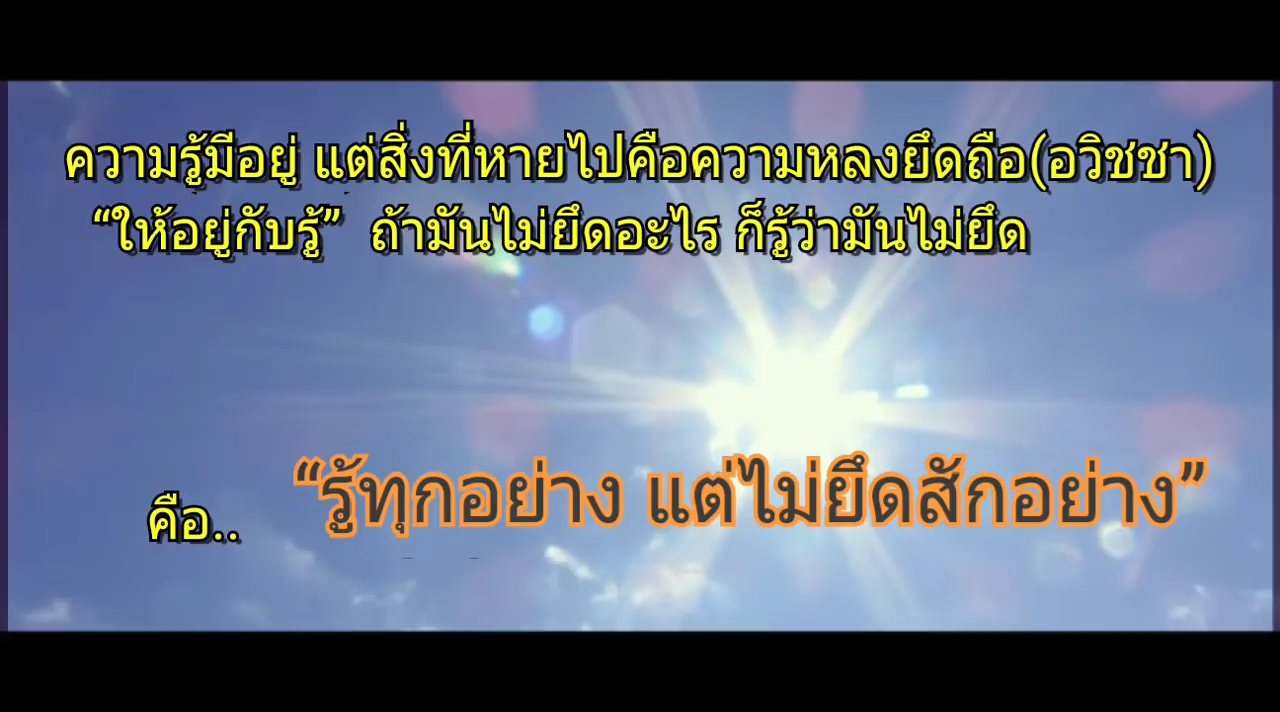 ความรู้มีอยู่ แต่สิ่งที่หายไปคือความหลงยึดถือ(อวิชชา)
“ให้อยู่กับรู้” ถ้ามันไม่ยึดอะไร ก็รู้ว่ามันไม่ยึด
คือ.. “รู้ทุกอย่าง แต่ไม่ยึดสักอย่าง”